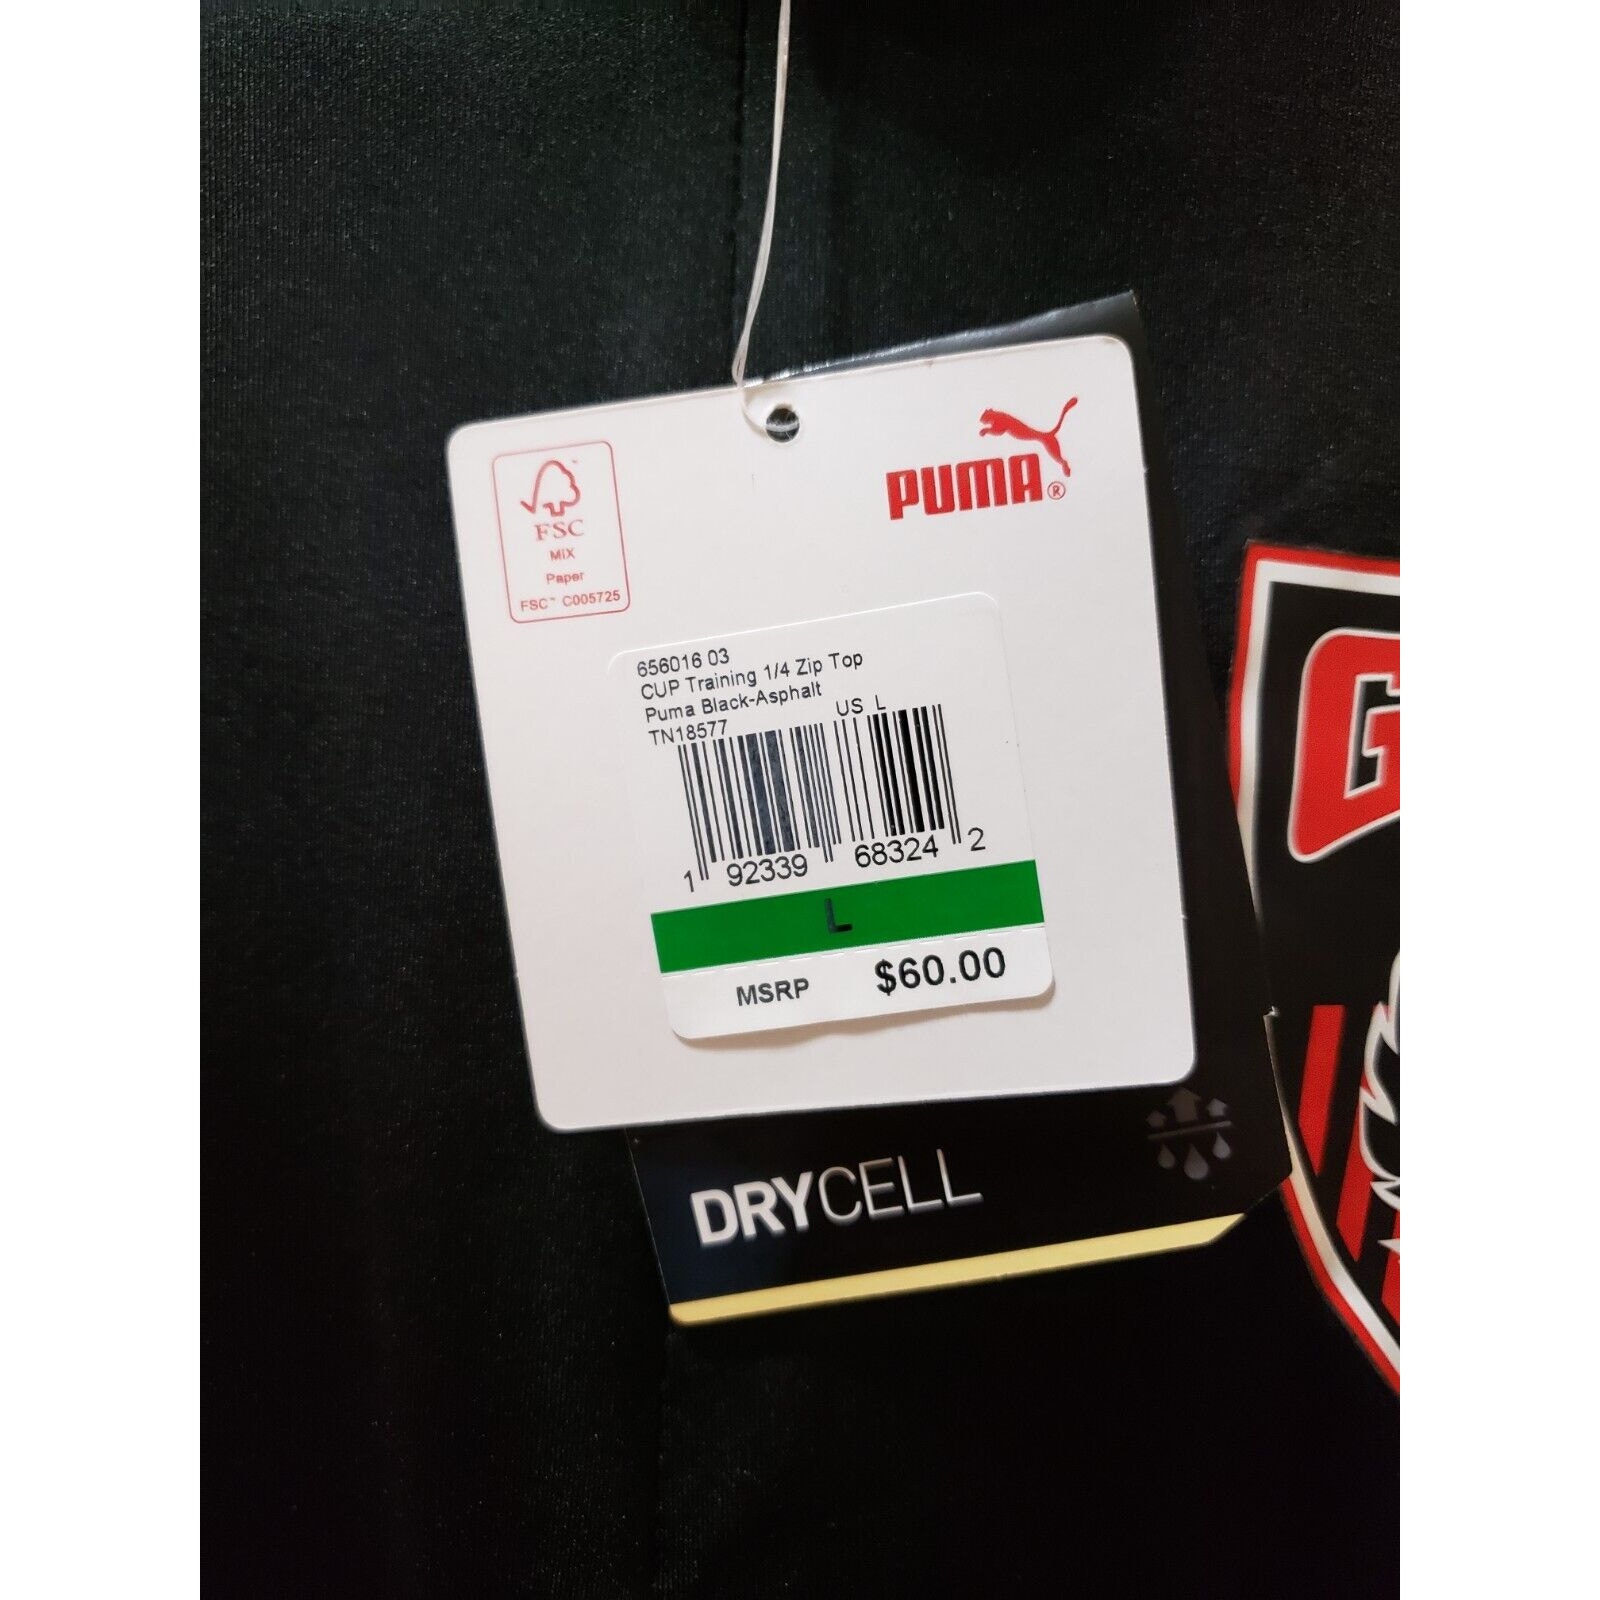 PUMA®
FSC
MIX
Paper
FSC™ C005725
656016 03
CUP Training 1/4 Zip Top
Puma Black-Asphalt
TN18577 US L
1 92339 68324 2
L
MSRP $60.00
DRYCELL
G